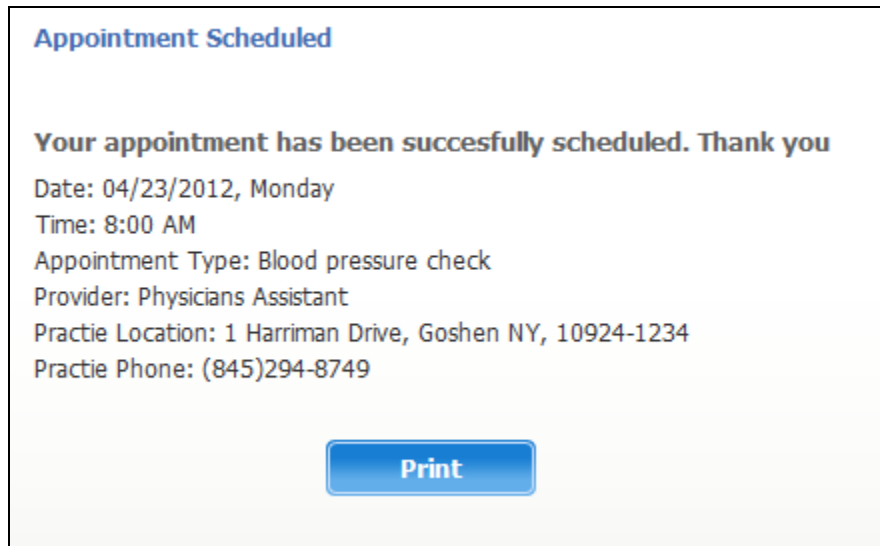 Appointment Scheduled
Your appointment has been succesfully scheduled. Thank you
Date: 04/23/2012, Monday
Time: 8:00 AM
Appointment Type: Blood pressure check
Provider: Physicians Assistant
Practie Location: 1 Harriman Drive, Goshen NY, 10924-1234
Practie Phone: (845)294-8749
Print